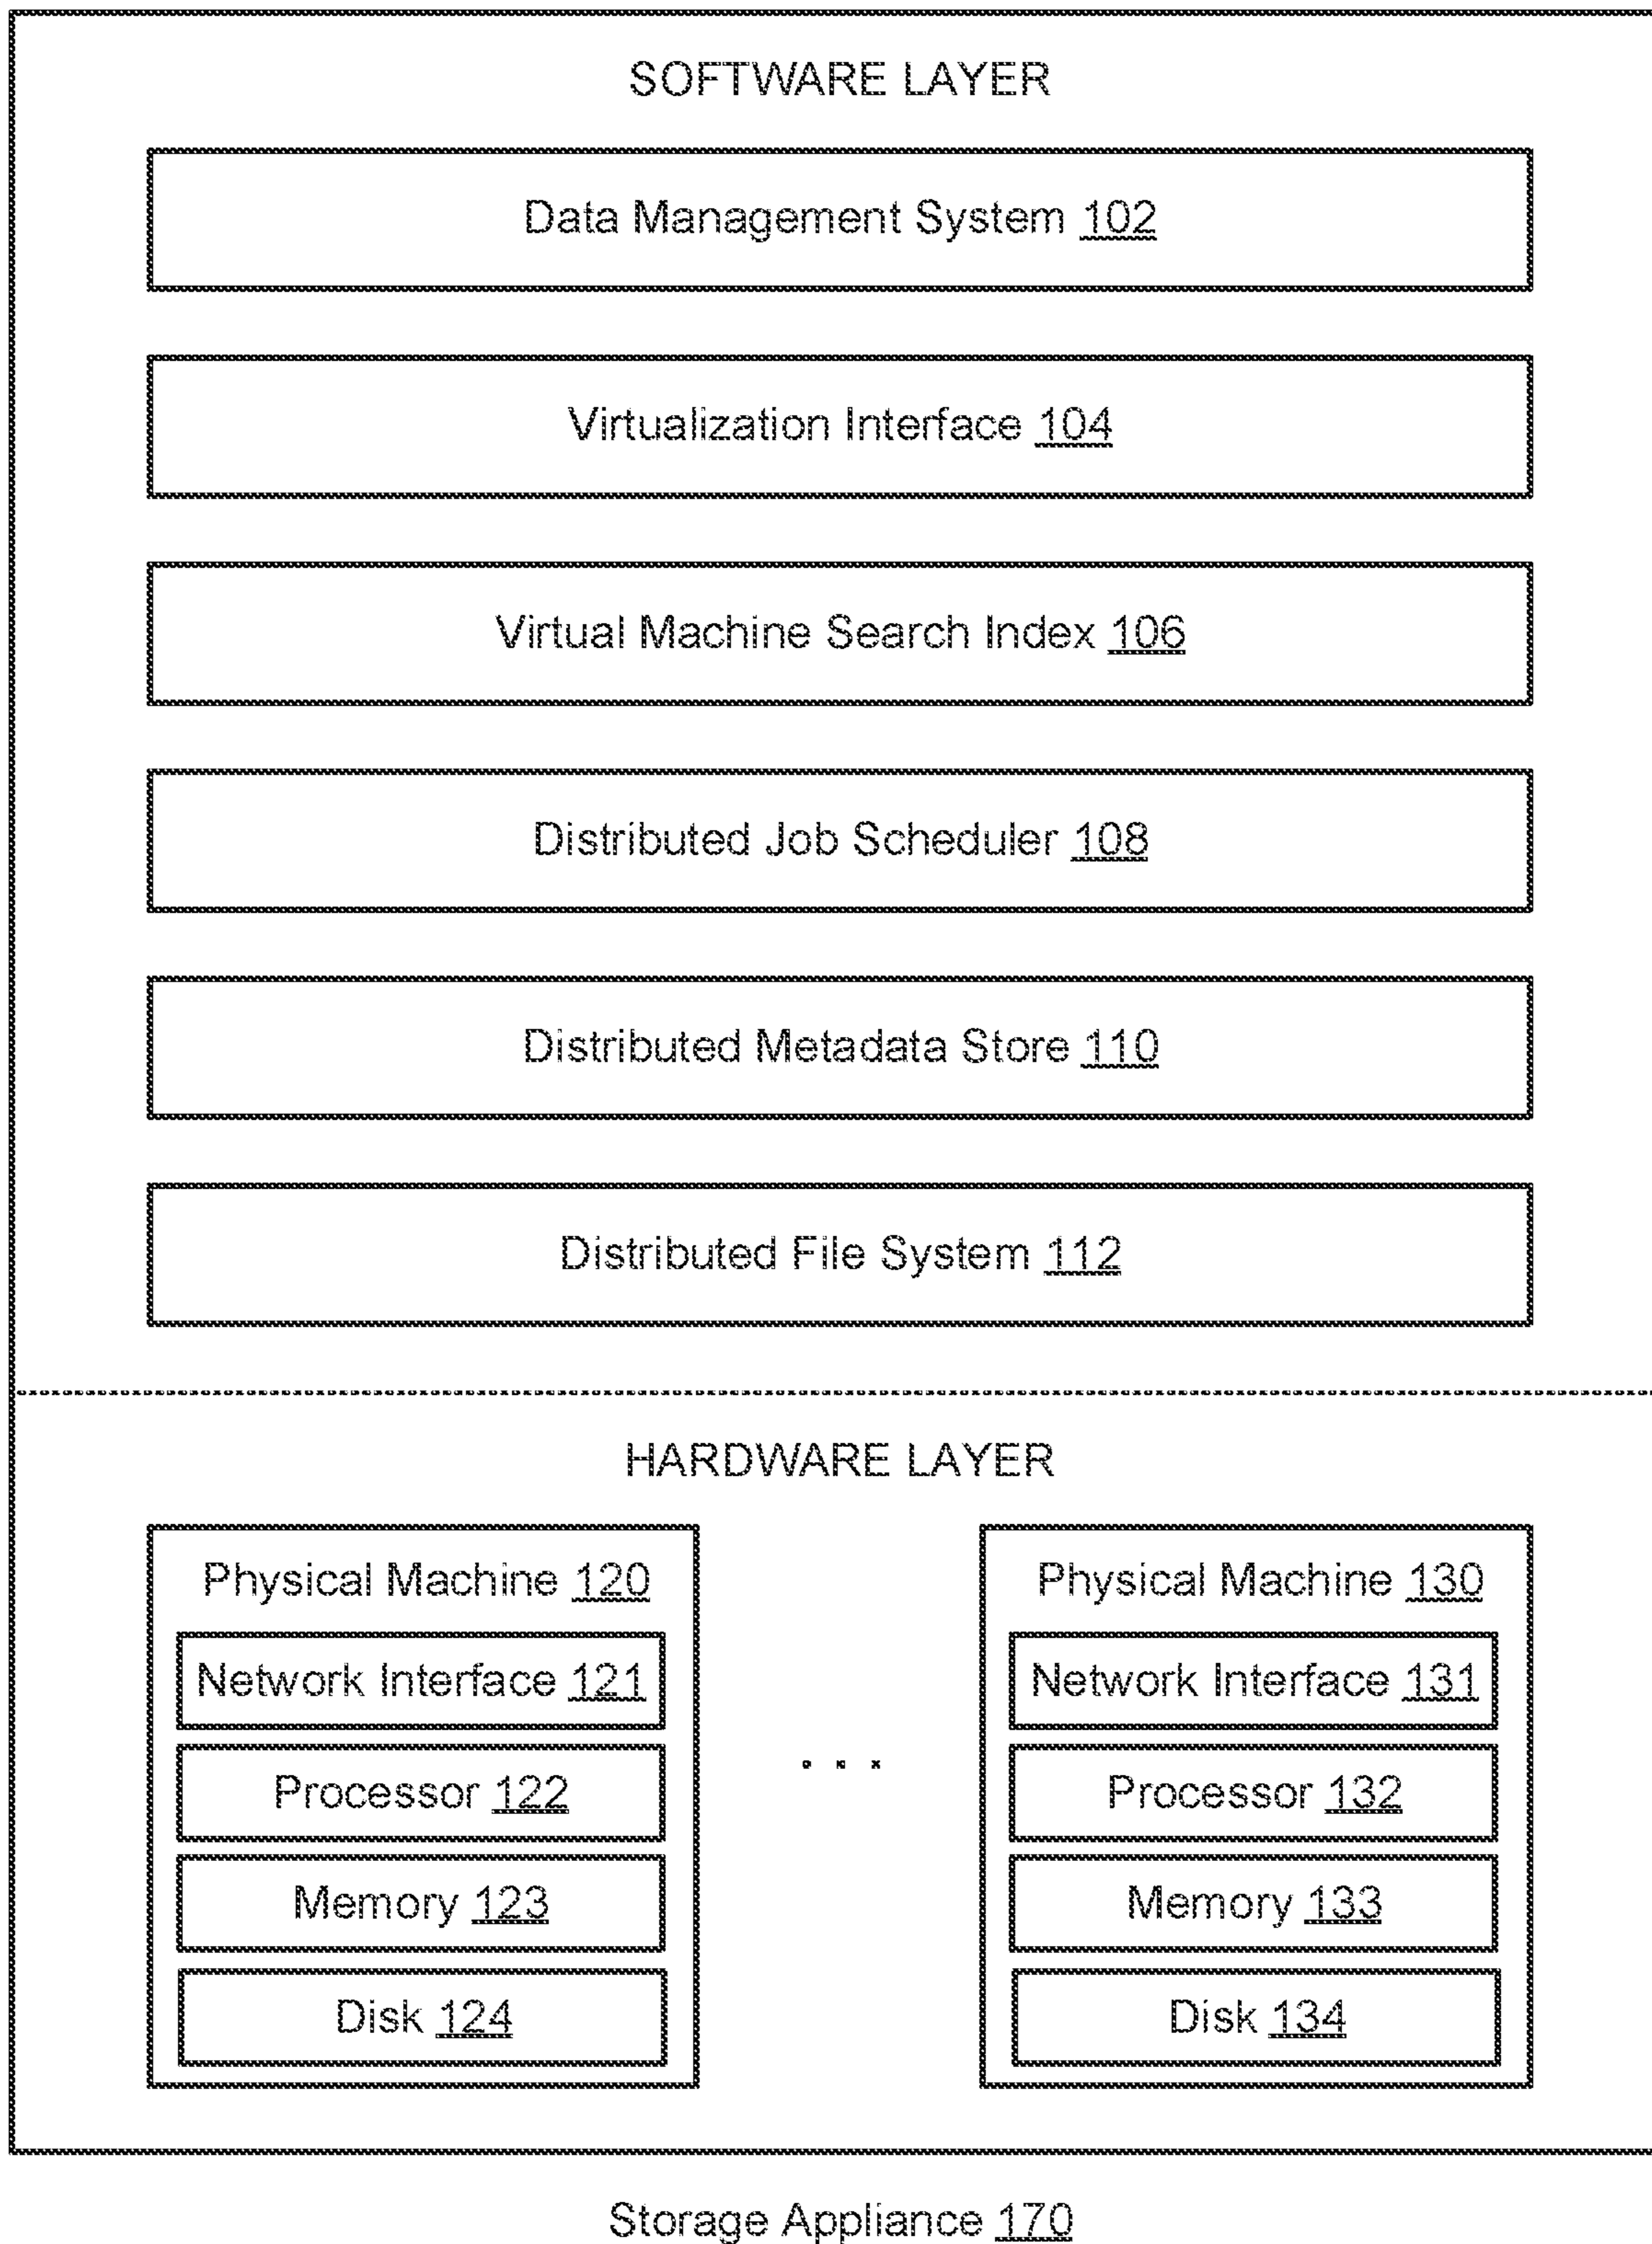 SOFTWARE LAYER
Data Management System 102
Virtualization Interface 104
Virtual Machine Search Index 106
Distributed Job Scheduler 108
Distributed Metadata Store 110
Distributed File System 112
HARDWARE LAYER
Physical Machine 120
Network Interface 121
Processor 122
Memory 123
Disk 124
. . .
Physical Machine 130
Network Interface 131
Processor 132
Memory 133
Disk 134
Storage Appliance 170